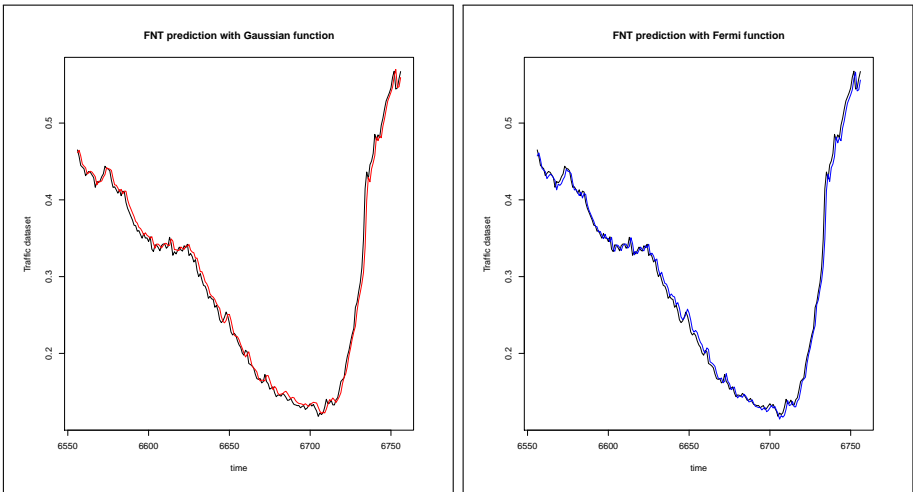 FNT prediction with Gaussian function
Traffic dataset
0.5
0.4
0.3
0.2
6550 6600 6650 6700 6750
time
FNT prediction with Fermi function
Traffic dataset
0.5
0.4
0.3
0.2
6550 6600 6650 6700 6750
time